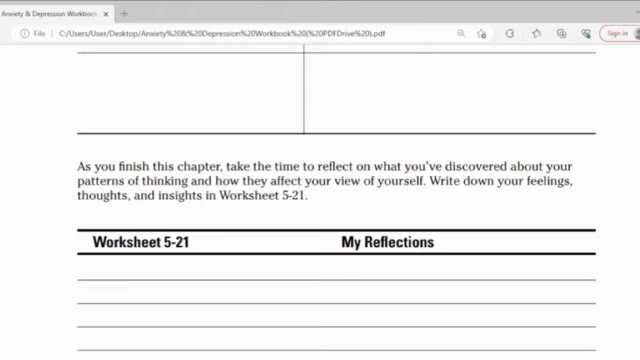 Anxiety & Depression Workbook
File C:/Users/User/Desktop/Anxiety%20&%20Depression%20Workbook%20(%20PDFDrive%20).pdf Sign in
As you finish this chapter, take the time to reflect on what you've discovered about your
patterns of thinking and how they affect your view of yourself. Write down your feelings,
thoughts, and insights in Worksheet 5-21.
Worksheet 5-21 My Reflections